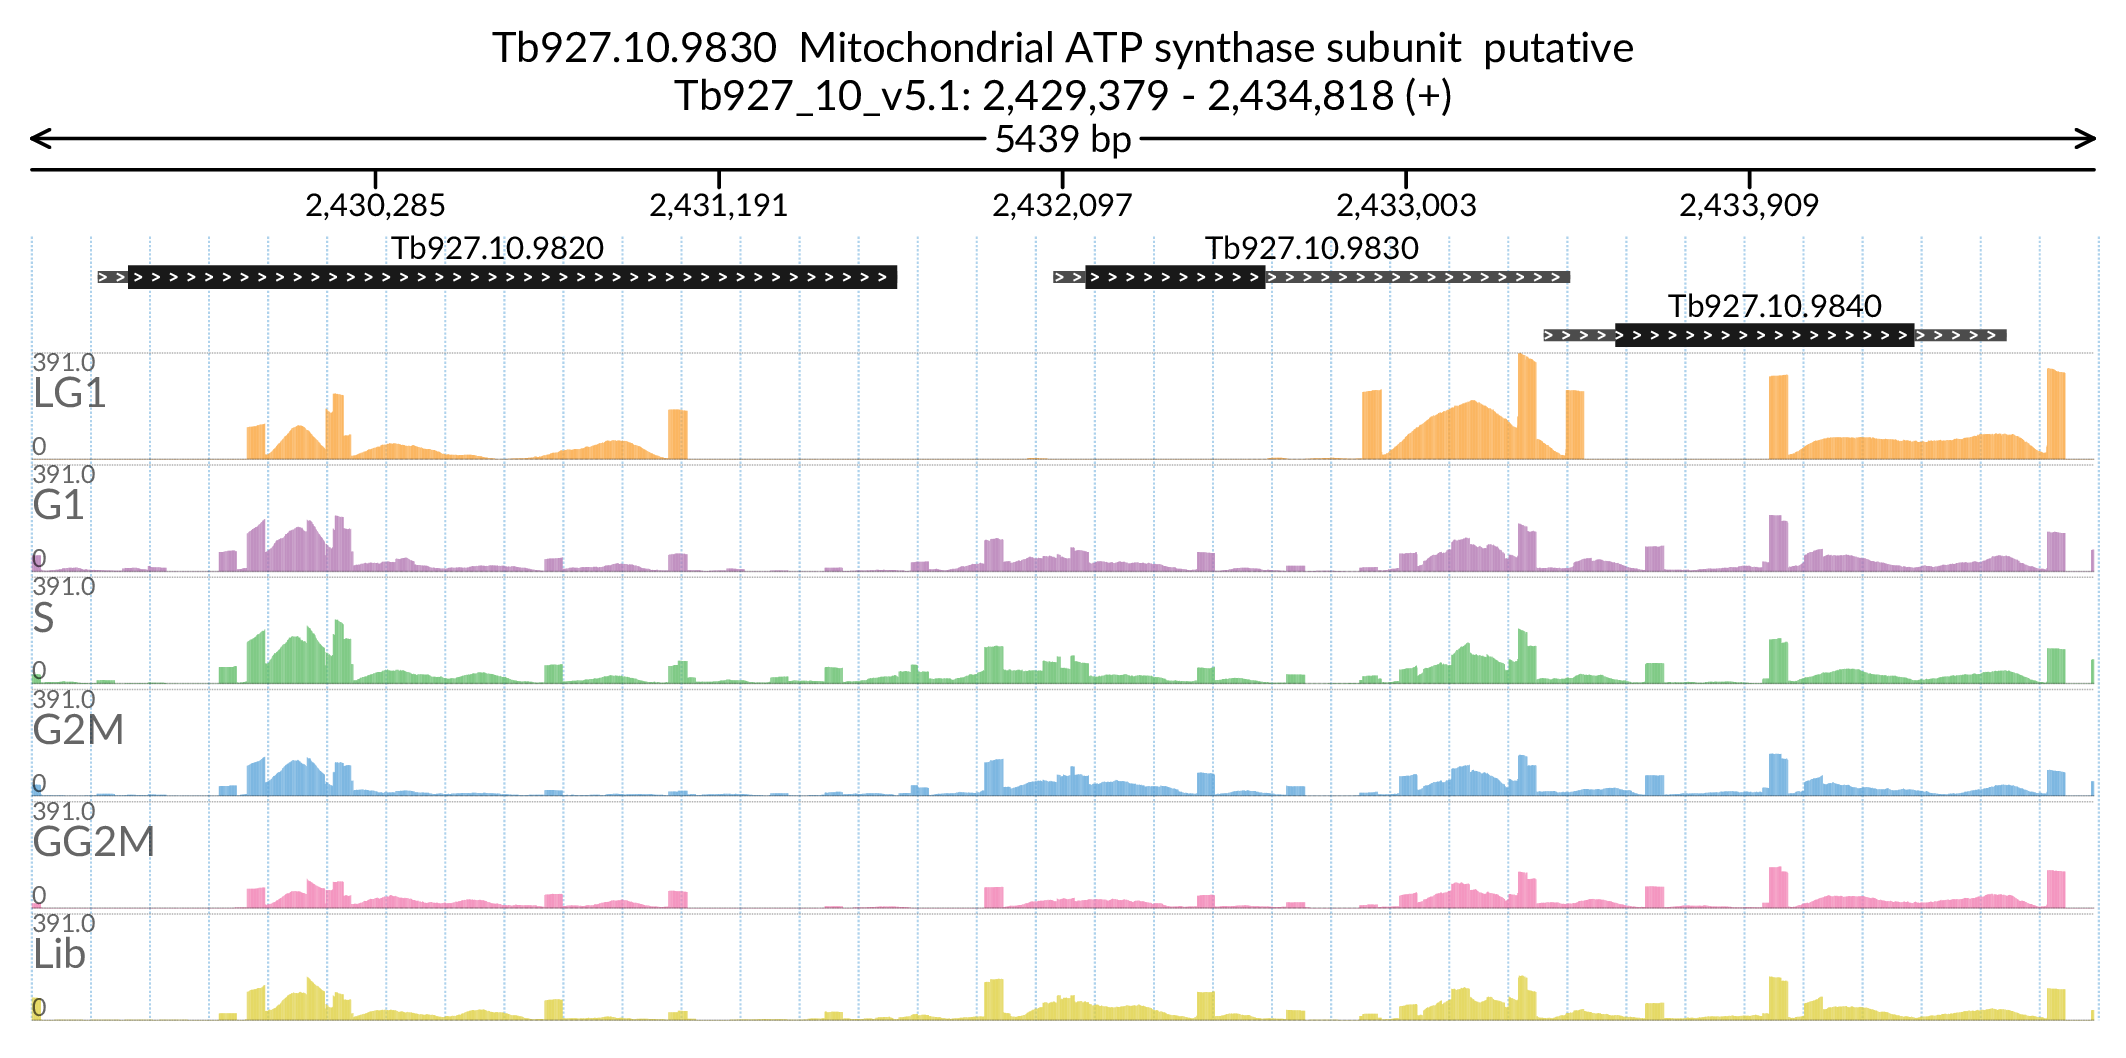 Tb927.10.9830  Mitochondrial ATP synthase subunit  putative
Tb927_10_v5.1: 2,429,379 - 2,434,818 (+)
5439 bp
2,430,285 2,431,191 2,432,097 2,433,003 2,433,909
Tb927.10.9820 Tb927.10.9830
Tb927.10.9840
391.0
LG1
0
391.0
G1
0
391.0
S
0
391.0
G2M
0
391.0
GG2M
0
391.0
Lib
0